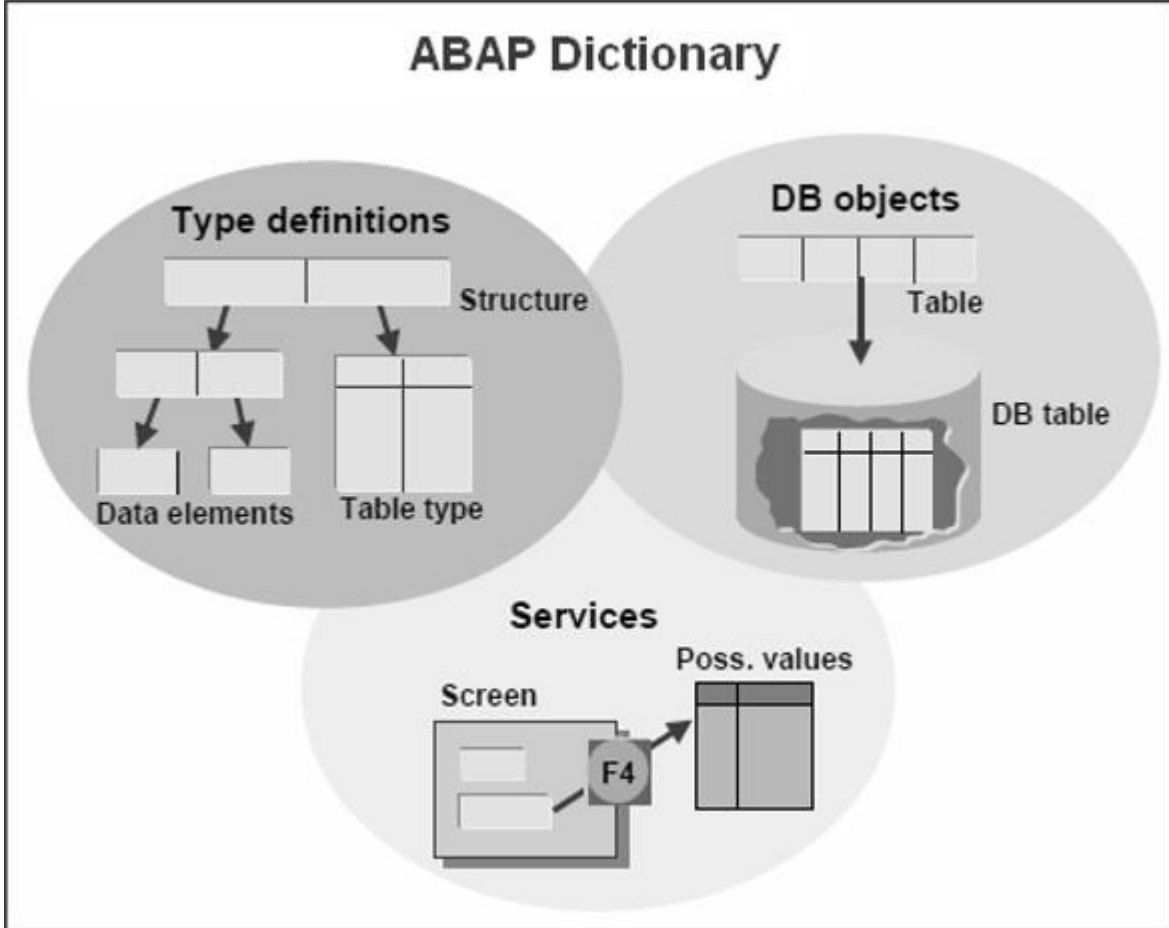 ABAP Dictionary
Type definitions
Structure
Data elements
Table type
DB objects
Table
DB table
Services
Poss. values
Screen
F4